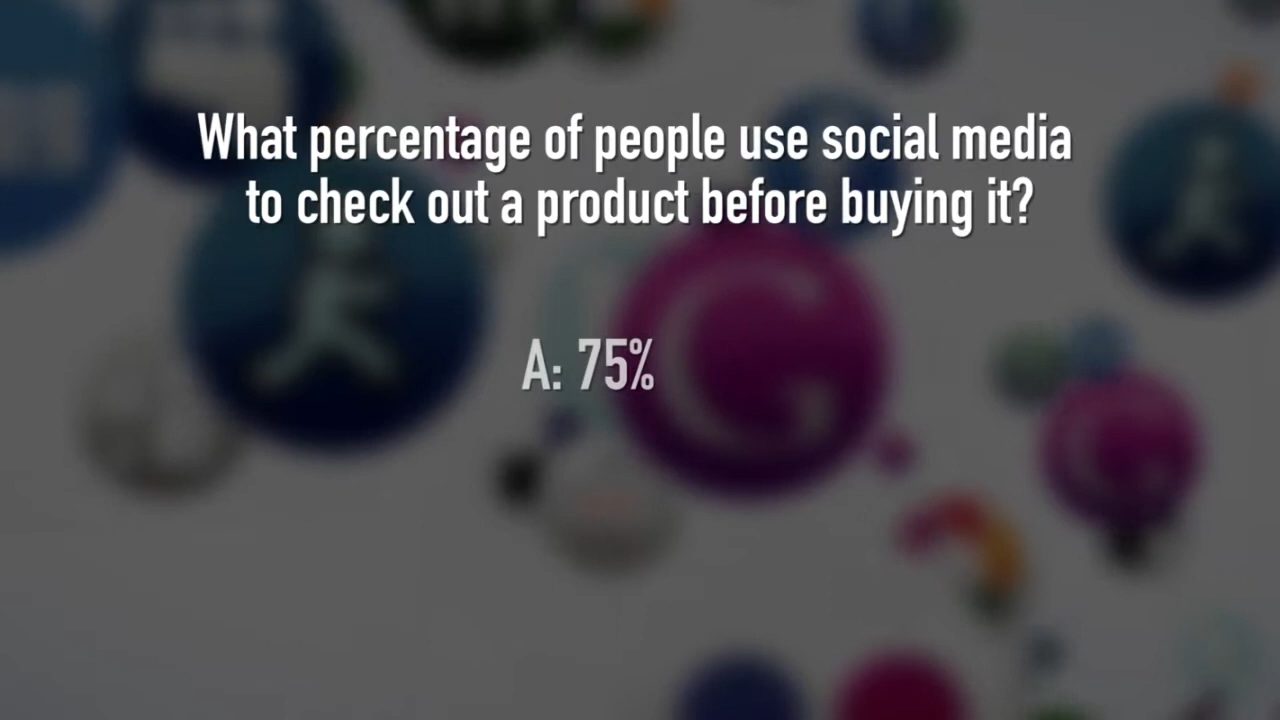 What percentage of people use social media
to check out a product before buying it?
A: 75%